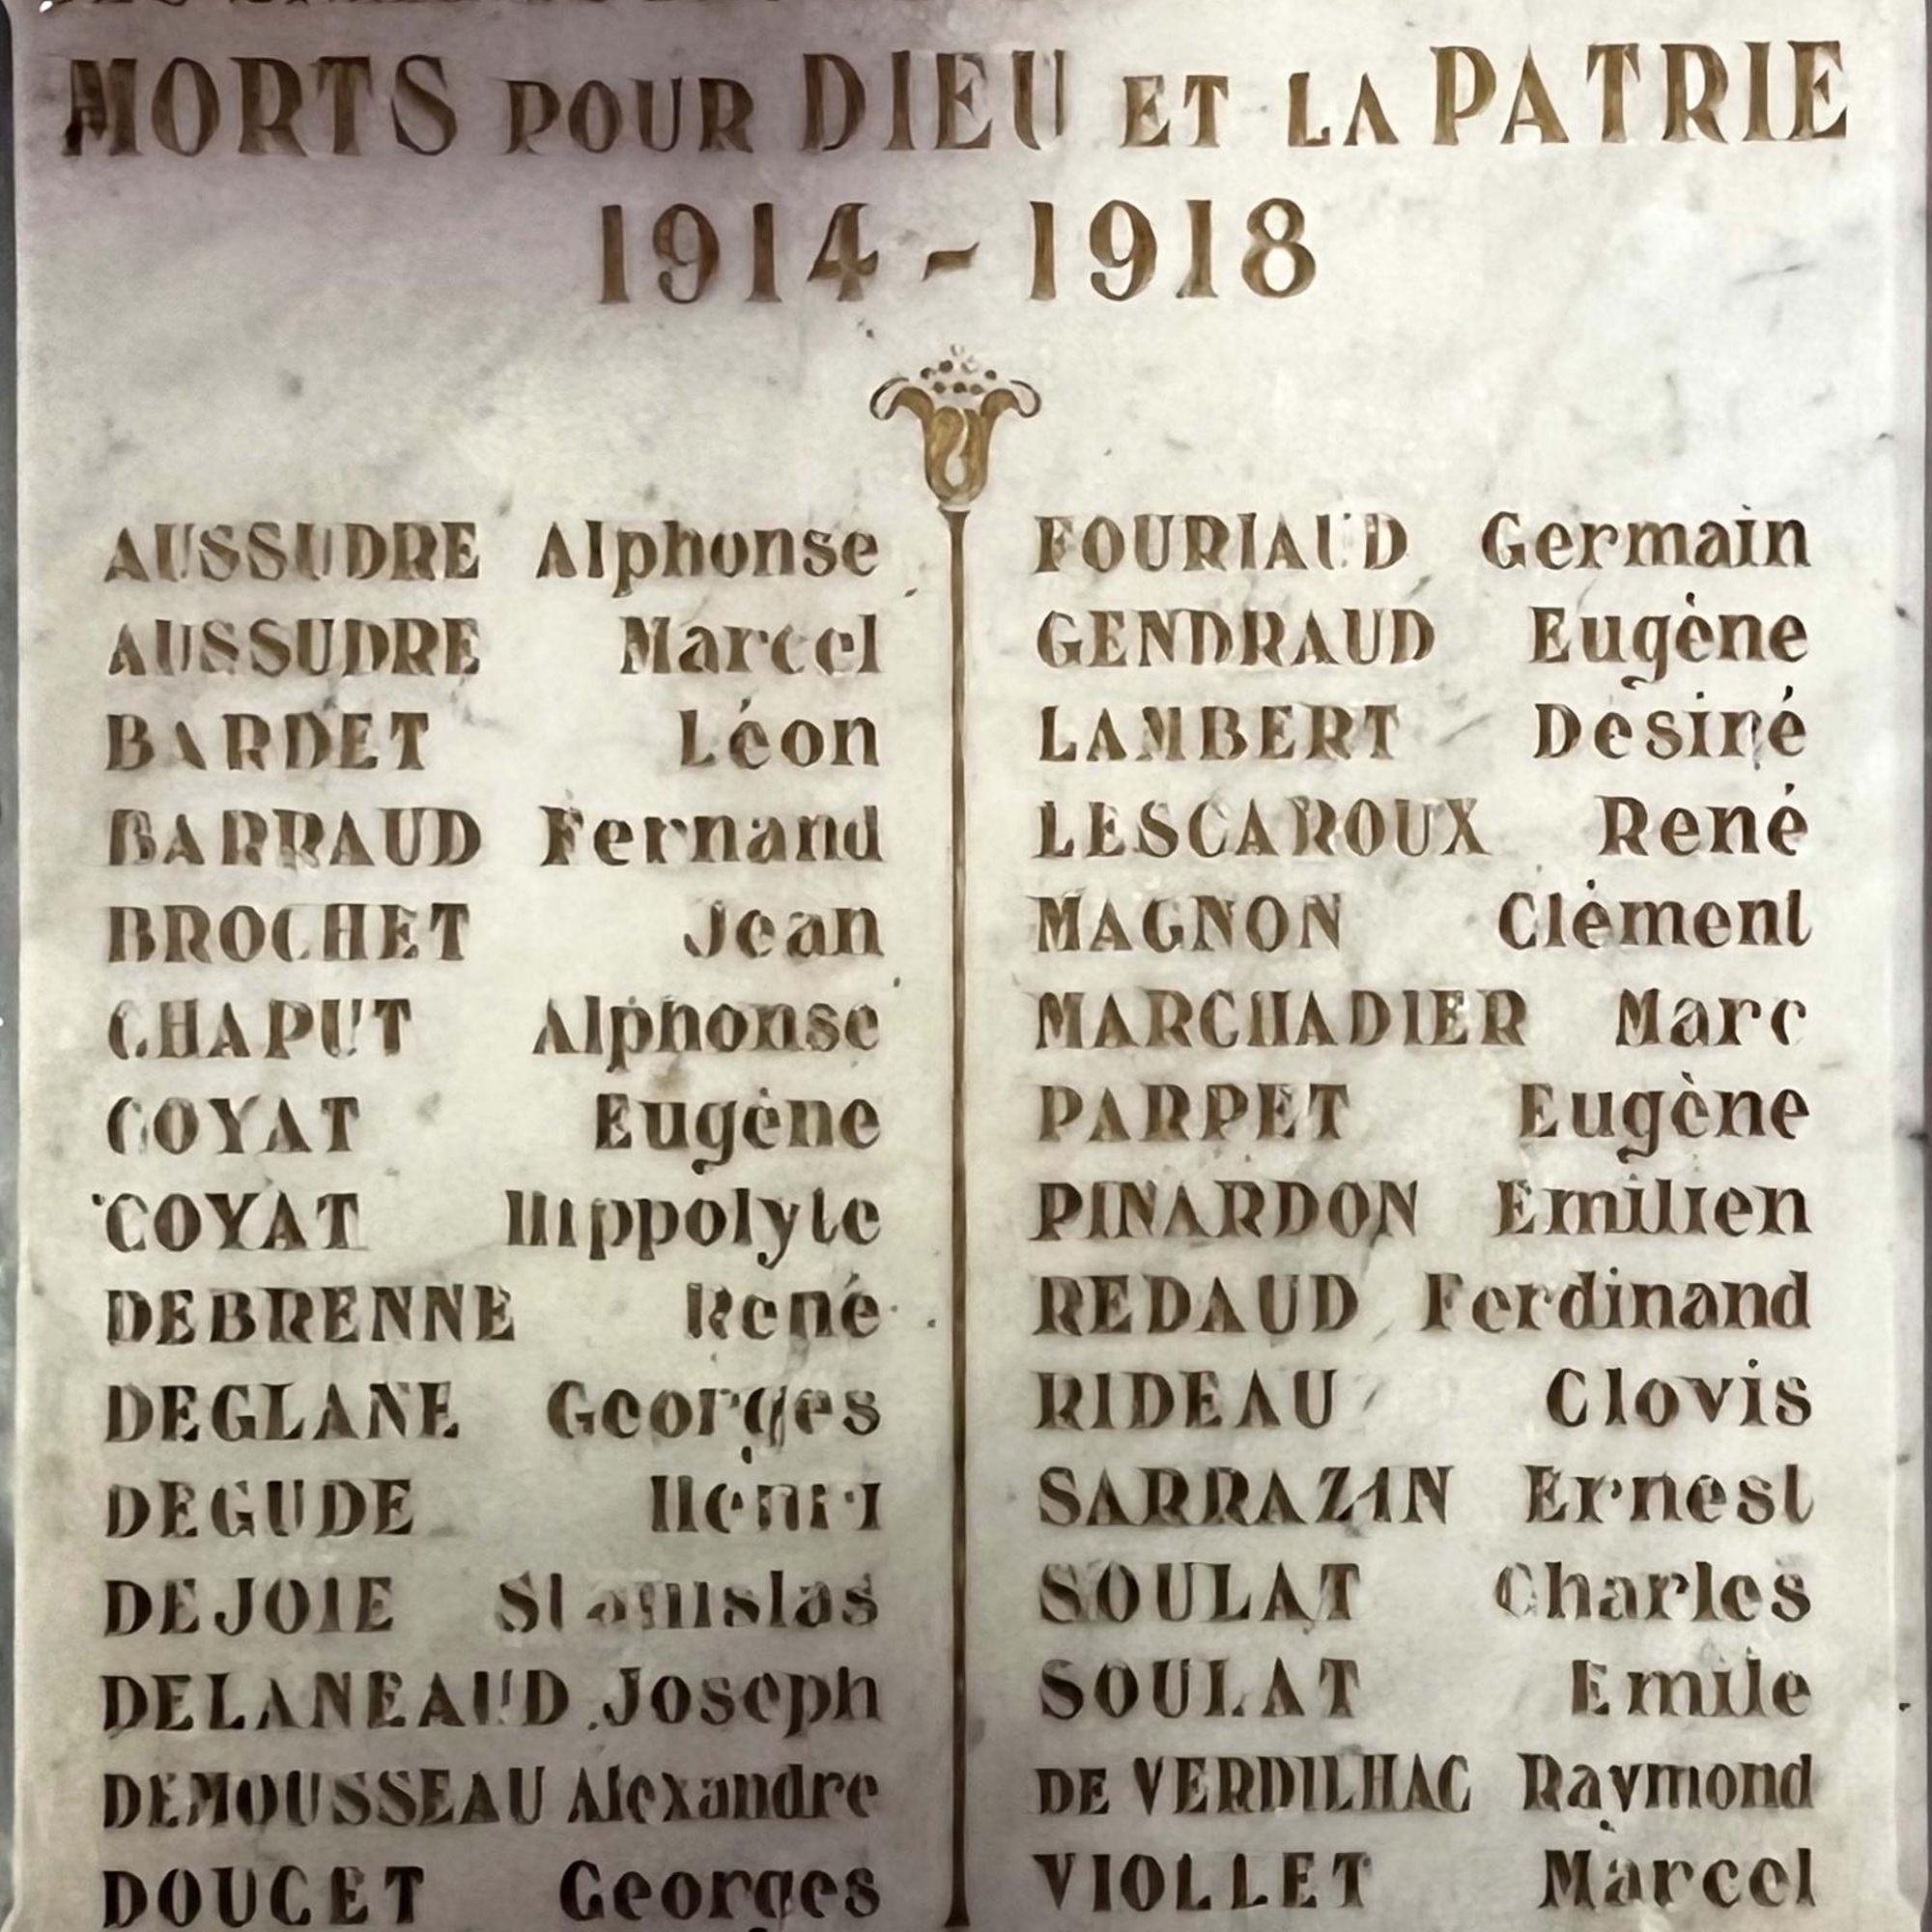 MORTS POUR DIEU ET LA PATRIE
1914 - 1918
AUSSUDRE Alphonse
AUSSUDRE Marcel
BARDET Léon
BARRAUD Fernand
BROCHET Jean
CHAPUT Alphonse
COYAT Eugène
COYAT Hippolyte
DEBRENNE René
DEGLANE Georges
DEGUDE Henri
DEJOIE Stanislas
DELANEAUD Joseph
DEMOUSSEAU Alexandre
DOUCET Georges
FOURIAUD Germain
GENDRAUD Eugène
LAMBERT Desiré
LESCAROUX René
MAGNON Clément
MARCHADIER Marc
PARPET Eugène
PINARDON Emilien
REDAUD Ferdinand
RIDEAU Clovis
SARRAZIN Ernest
SOULAT Charles
SOULAT Emile
DE VERDILHAC Raymond
VIOLLET Marcel